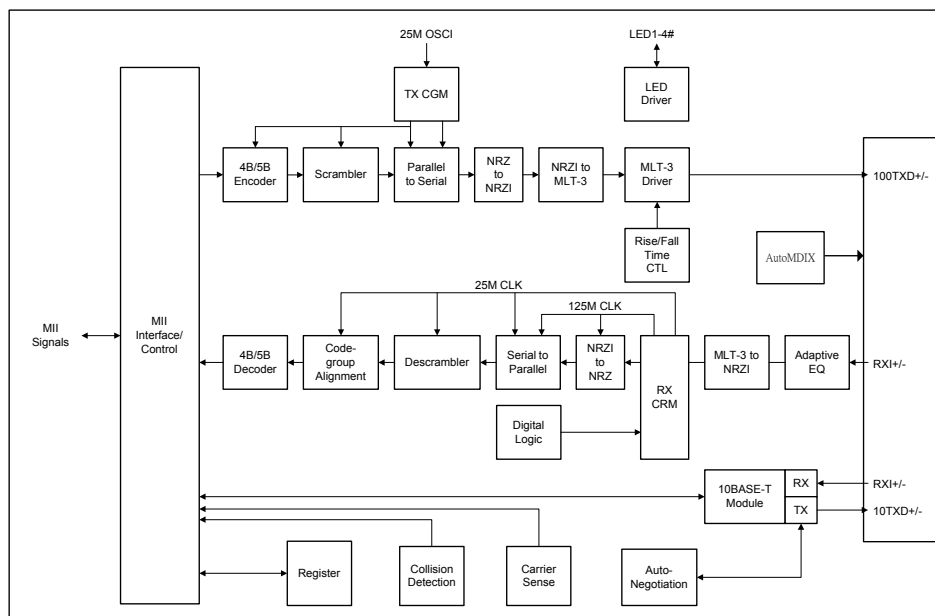 25M OSCI
LED1-4#
TX CGM
LED
Driver
4B/5B
Encoder
Scrambler
Parallel
to Serial
NRZ
to
NRZI
NRZI to
MLT-3
MLT-3
Driver
100TXD+/-
Rise/Fall
Time
CTL
AutoMDIX
25M CLK
125M CLK
MII
Signals
MII
Interface/
Control
4B/5B
Decoder
Code-
group
Alignment
Descrambler
Serial to
Parallel
NRZI
to
NRZ
RX
CRM
MLT-3 to
NRZI
Adaptive
EQ
RXI+/-
Digital
Logic
10BASE-T
Module
RX
TX
RXI+/-
10TXD+/-
Register
Collision
Detection
Carrier
Sense
Auto-
Negotiation